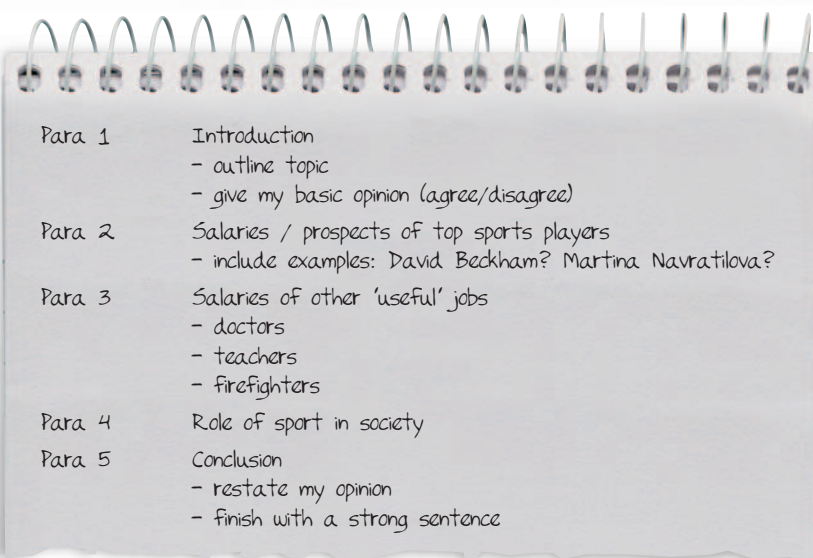 Para 1 Introduction
- outline topic
- give my basic opinion (agree/disagree)
Para 2 Salaries / prospects of top sports players
- include examples: David Beckham? Martina Navratilova?
Para 3 Salaries of other 'useful' jobs
- doctors
- teachers
- firefighters
Para 4 Role of sport in society
Para 5 Conclusion
- restate my opinion
- finish with a strong sentence